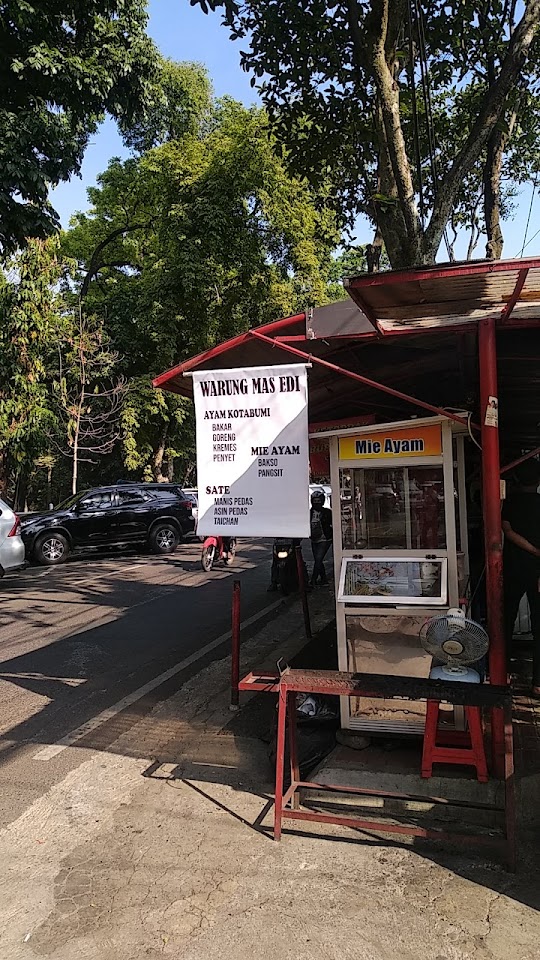 WARUNG MAS EDI
AYAM KOTABUMI
BAKAR
GORENG
KREMES
PENYET
MIE AYAM
BAKSO
PANGSIT
SATE
MANIS PEDAS
ASIN PEDAS
TAICHAN
Mie Ayam